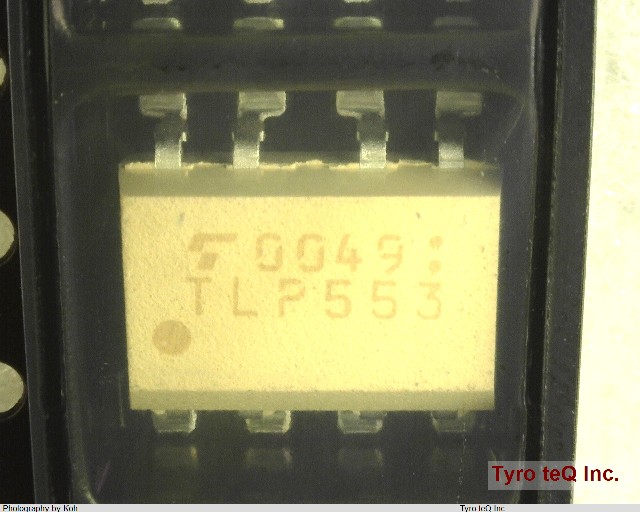 0049:
TLP553
Tyro teQ Inc.
Photography by Koh
Tyro teQ Inc